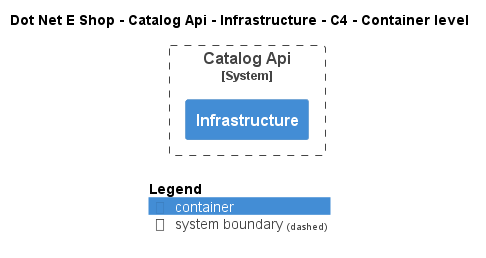 Dot Net E Shop - Catalog Api - Infrastructure - C4 - Container level
Catalog Api
[System]
Infrastructure
Legend
container
system boundary (dashed)